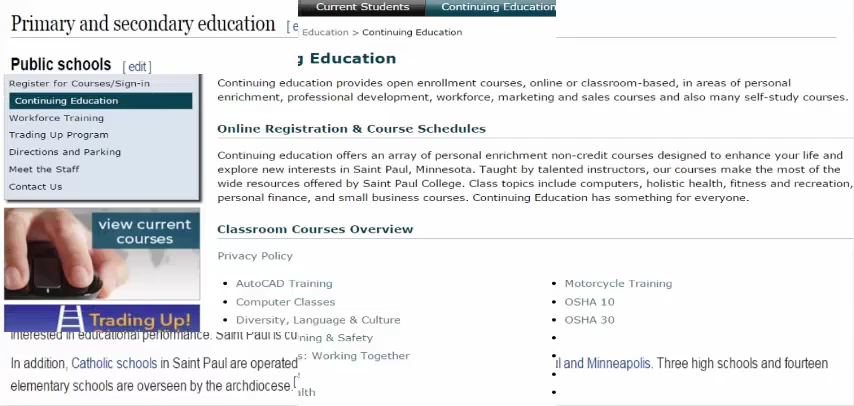 Primary and secondary education
Current Students
Continuing Education
Education > Continuing Education
Public schools [ edit ]
Education
Register for Courses/Sign-in
Continuing Education
Workforce Training
Trading Up Program
Directions and Parking
Meet the Staff
Contact Us
view current
courses
Trading Up!
Continuing education provides open enrollment courses, online or classroom-based, in areas of personal
enrichment, professional development, workforce, marketing and sales courses and also many self-study courses.
Online Registration & Course Schedules
Continuing education offers an array of personal enrichment non-credit courses designed to enhance your life and
explore new interests in Saint Paul, Minnesota. Taught by talented instructors, our courses make the most of the
wide resources offered by Saint Paul College. Class topics include computers, holistic health, fitness and recreation,
personal finance, and small business courses. Continuing Education has something for everyone.
Classroom Courses Overview
Privacy Policy
AutoCAD Training
Computer Classes
Diversity, Language & Culture
& Safety
Working Together
Motorcycle Training
OSHA 10
OSHA 30
interested in educational performance. Saint Paul is
In addition, Catholic schools in Saint Paul are operated
and Minneapolis. Three high schools and fourteen
elementary schools are overseen by the archdiocese.